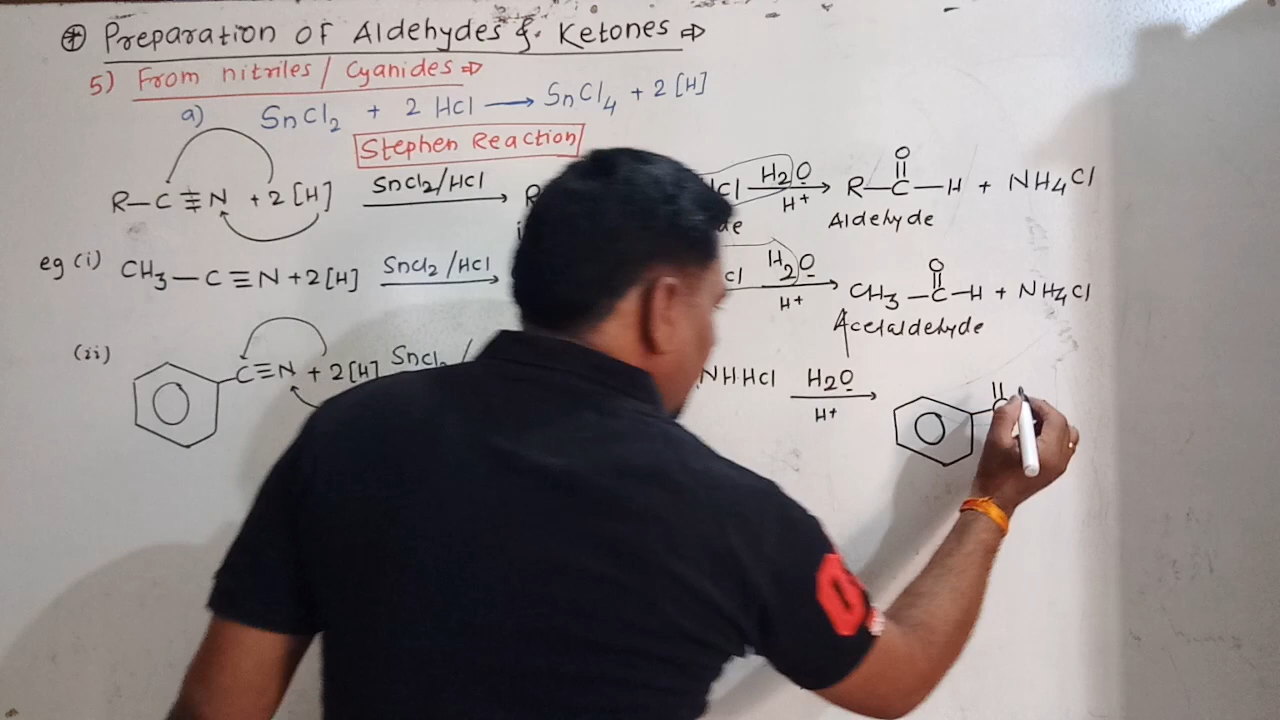 ⊕ Preparation of Aldehydes & Ketones ⇒
5) From nitriles / Cyanides ⇒
a) SnCl2 + 2 HCl ⟶ SnCl4 + 2 [H]
Stephen Reaction
R–C≡N + 2 [H] SnCl2/HCl ⟶ R Cl H2O / H+ ⟶ R–C(=O)–H + NH4Cl
Aldehyde
eg (i) CH3–C≡N + 2[H] SnCl2/HCl ⟶ Cl H2O / H+ ⟶ CH3–C(=O)–H + NH4Cl
Acetaldehyde
(ii) C≡N + 2[H] SnCl2/ NHHCl H2O / H+ ⟶